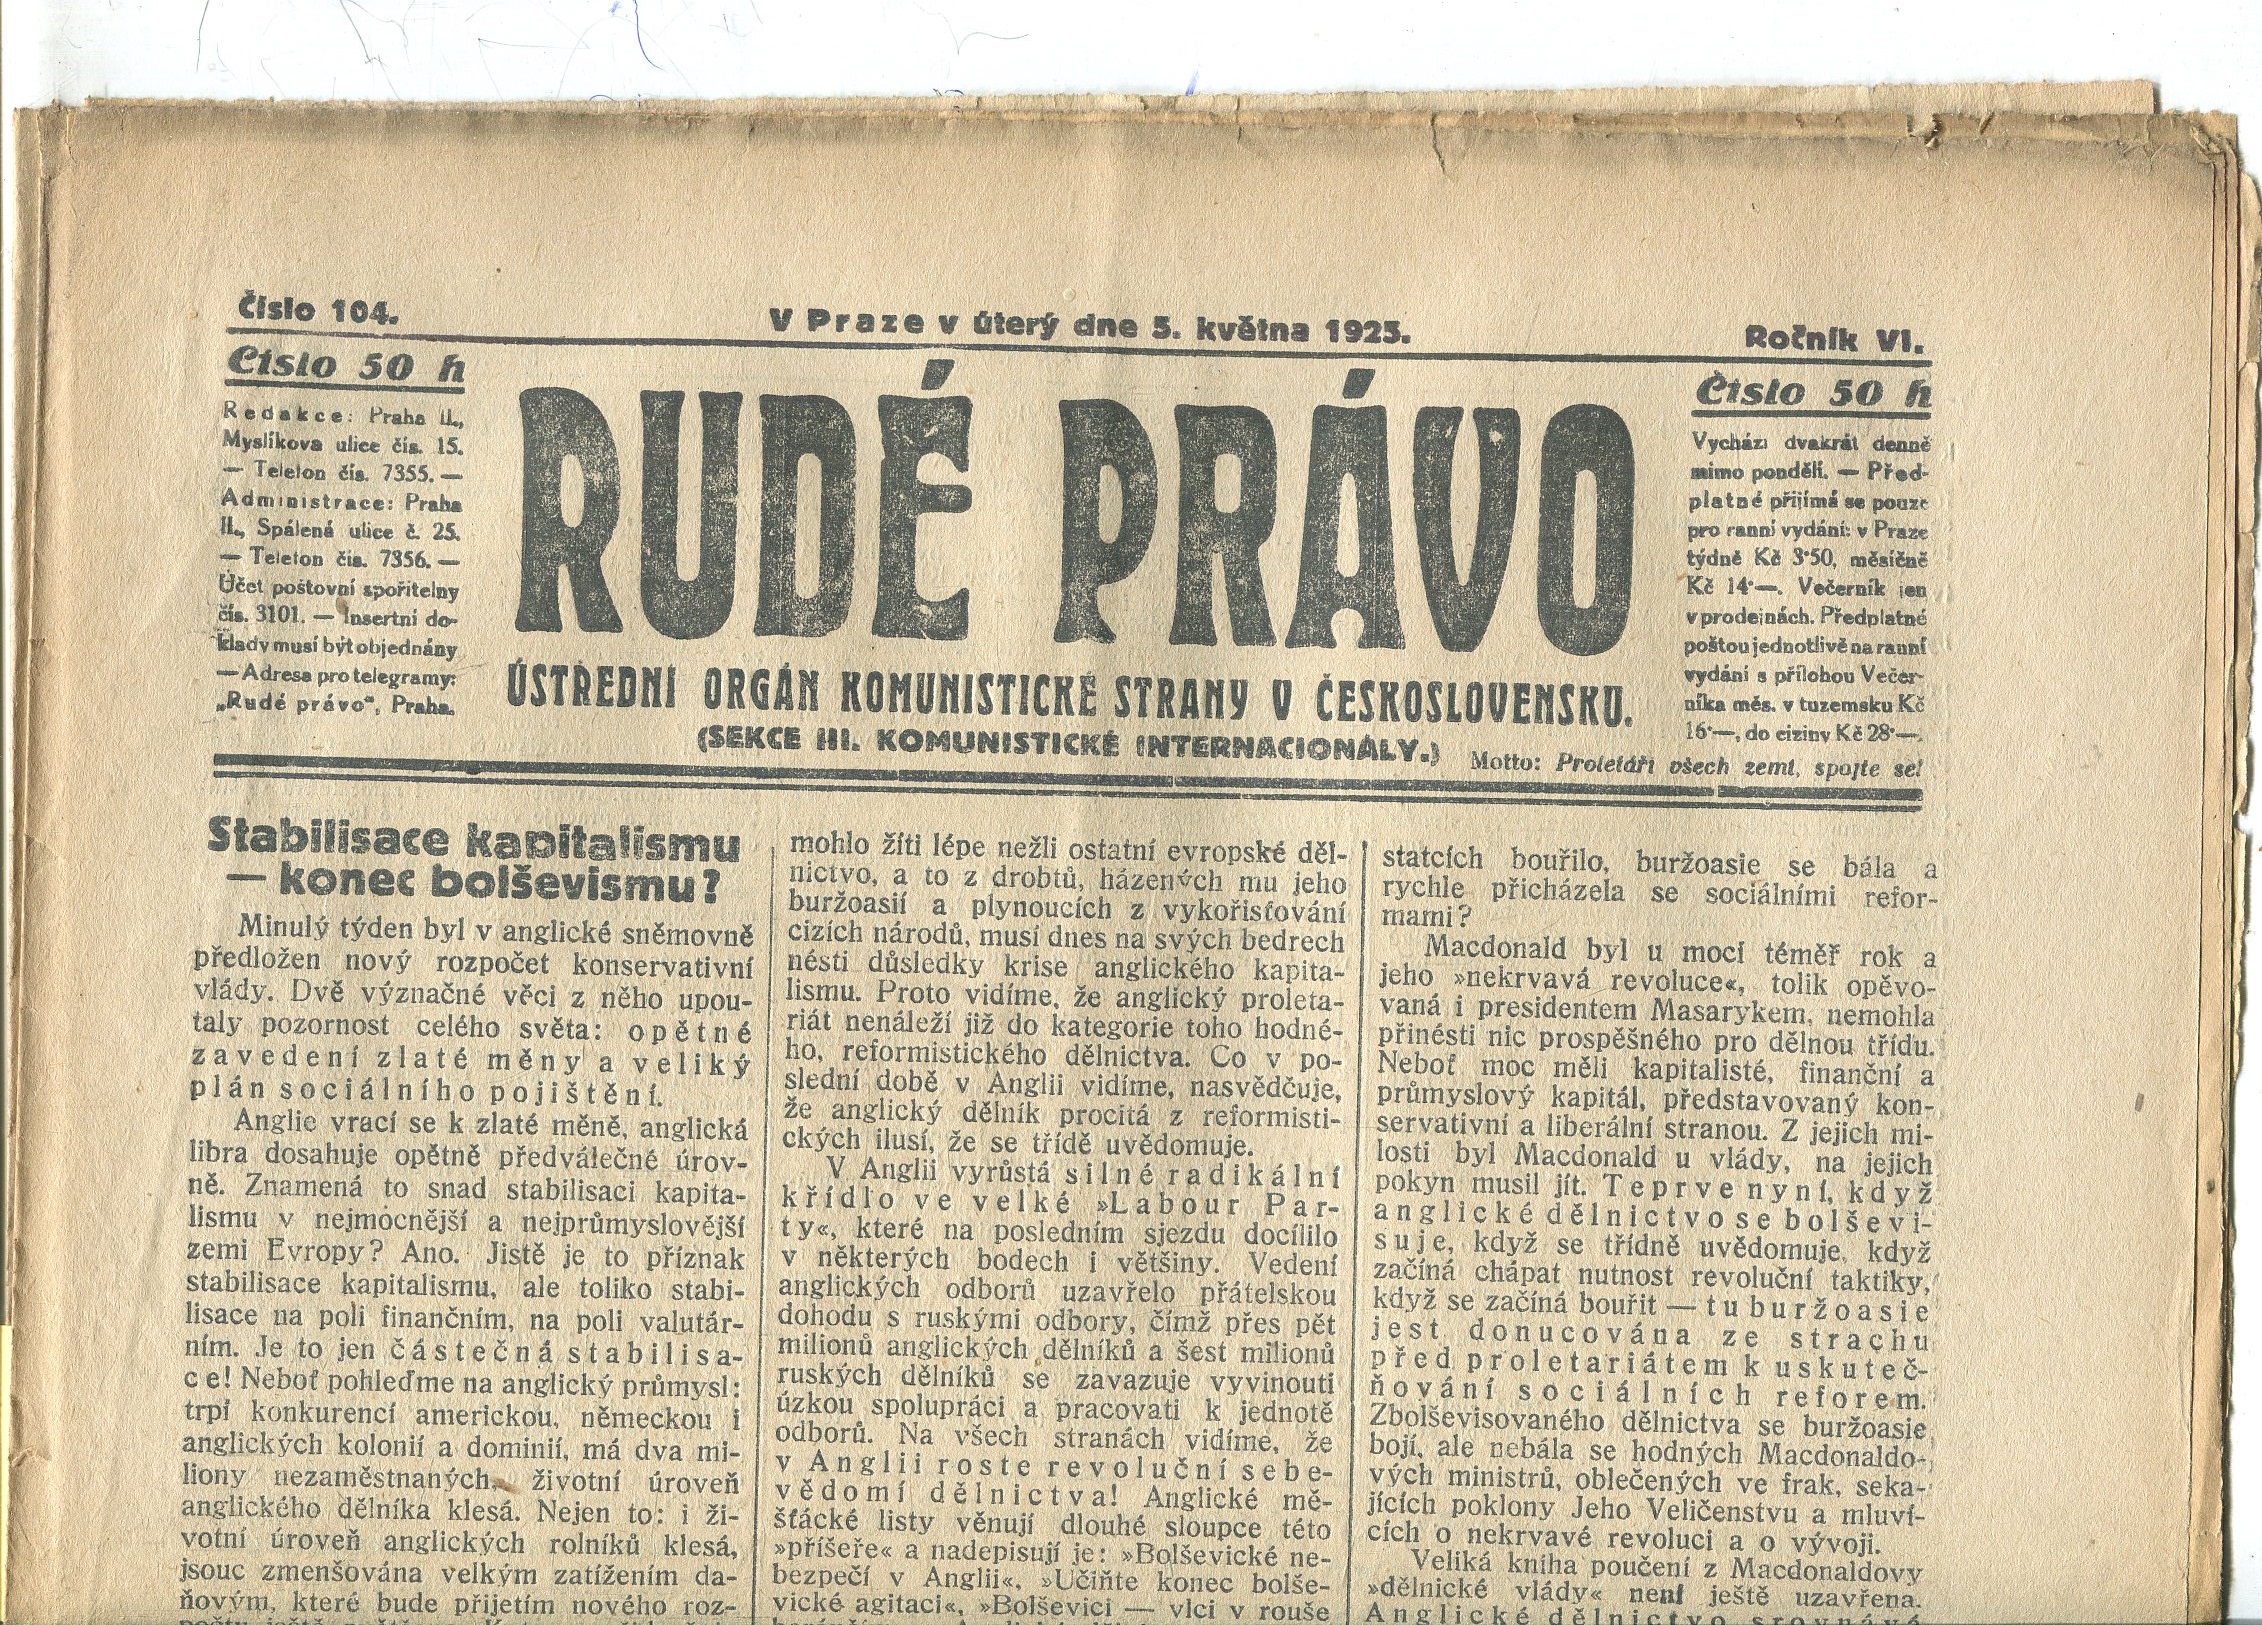 Číslo 104.
V Praze v úterý dne 5. května 1925.
Ročník VI.
Číslo 50 h
Redakce: Praha II.,
Myslíkova ulice čís. 15.
— Telefon čís. 7355. —
Administrace: Praha
II., Spálená ulice č. 25.
— Telefon čís. 7356. —
Účet poštovní spořitelny
čís. 3101. — Insertní do-
klady musí být objednány
— Adresa pro telegramy:
„Rudé právo“, Praha.
RUDÉ PRÁVO
ÚSTŘEDNÍ ORGÁN KOMUNISTICKÉ STRANY V ČESKOSLOVENSKU.
(SEKCE III. KOMUNISTICKÉ INTERNACIONÁLY.)
Motto: Proletáři všech zemí, spojte se!
Číslo 50 h
Vychází dvakrát denně
mimo pondělí. — Před-
platné přijímá se pouze
pro ranní vydání: v Praze
týdně Kč 3·50, měsíčně
Kč 14·—. Večerník jen
v prodejnách. Předplatné
poštou jednotlivě na ranní
vydání s přílohou Večer-
níka měs. v tuzemsku Kč
16·—, do ciziny Kč 28·—.
Stabilisace kapitalismu
— konec bolševismu?
Minulý týden byl v anglické sněmovně
předložen nový rozpočet konservativní
vlády. Dvě význačné věci z něho upou-
taly pozornost celého světa: opětné
zavedení zlaté měny a veliký
plán sociálního pojištění.
Anglie vrací se k zlaté měně, anglická
libra dosahuje opětně předválečné úrov-
ně. Znamená to snad stabilisaci kapita-
lismu v nejmocnější a nejprůmyslovější
zemi Evropy? Ano. Jistě je to příznak
stabilisace kapitalismu, ale toliko stabi-
lisace na poli finančním, na poli valutár-
ním. Je to jen částečná stabilisa-
ce! Neboť pohleďme na anglický průmysl:
trpí konkurencí americkou, německou i
anglických kolonií a dominií, má dva mi-
liony nezaměstnaných, životní úroveň
anglického dělníka klesá. Nejen to: i ži-
votní úroveň anglických rolníků klesá,
jsouc zmenšována velkým zatížením da-
ňovým, které bude přijetím nového roz-
mohlo žíti lépe nežli ostatní evropské děl-
nictvo, a to z drobtů, házených mu jeho
buržoasií a plynoucích z vykořisťování
cizích národů, musí dnes na svých bedrech
nésti důsledky krise anglického kapita-
lismu. Proto vidíme, že anglický proleta-
riát nenáleží již do kategorie toho hodné-
ho, reformistického dělnictva. Co v po-
slední době v Anglii vidíme, nasvědčuje,
že anglický dělník procitá z reformisti-
ckých ilusí, že se třídě uvědomuje.
V Anglii vyrůstá silné radikální
křídlo ve velké »Labour Par-
ty«, které na posledním sjezdu docílilo
v některých bodech i většiny. Vedení
anglických odborů uzavřelo přátelskou
dohodu s ruskými odbory, čímž přes pět
milionů anglických dělníků a šest milionů
ruských dělníků se zavazuje vyvinouti
úzkou spolupráci a pracovati k jednotě
odborů. Na všech stranách vidíme, že
v Anglii roste revoluční sebe-
vědomí dělnictva! Anglické mě-
šťácké listy věnují dlouhé sloupce této
»příšeře« a nadepisují je: »Bolševické ne-
bezpečí v Anglii«, »Učiňte konec bolše-
vické agitaci«, »Bolševici — vlci v rouše
statcích bouřilo, buržoasie se bála a
rychle přicházela se sociálními refor-
mami?
Macdonald byl u moci téměř rok a
jeho »nekrvavá revoluce«, tolik opěvo-
vaná i presidentem Masarykem, nemohla
přinésti nic prospěšného pro dělnou třídu.
Neboť moc měli kapitalisté, finanční a
průmyslový kapitál, představovaný kon-
servativní a liberální stranou. Z jejich mi-
losti byl Macdonald u vlády, na jejich
pokyn musil jít. Teprve nyní, když
anglické dělnictvo se bolševi-
suje, když se třídně uvědomuje, když
začíná chápat nutnost revoluční taktiky,
když se začíná bouřit — tu buržoasie
jest donucována ze strachu
před proletariátem k uskuteč-
ňování sociálních reforem.
Zbolševisovaného dělnictva se buržoasie
bojí, ale nebála se hodných Macdonaldo-
vých ministrů, oblečených ve frak, seka-
jících poklony Jeho Veličenstvu a mluví-
cích o nekrvavé revoluci a o vývoji.
Veliká kniha poučení z Macdonaldovy
»dělnické vlády« není ještě uzavřena.
Anglické dělnictvo srovnává